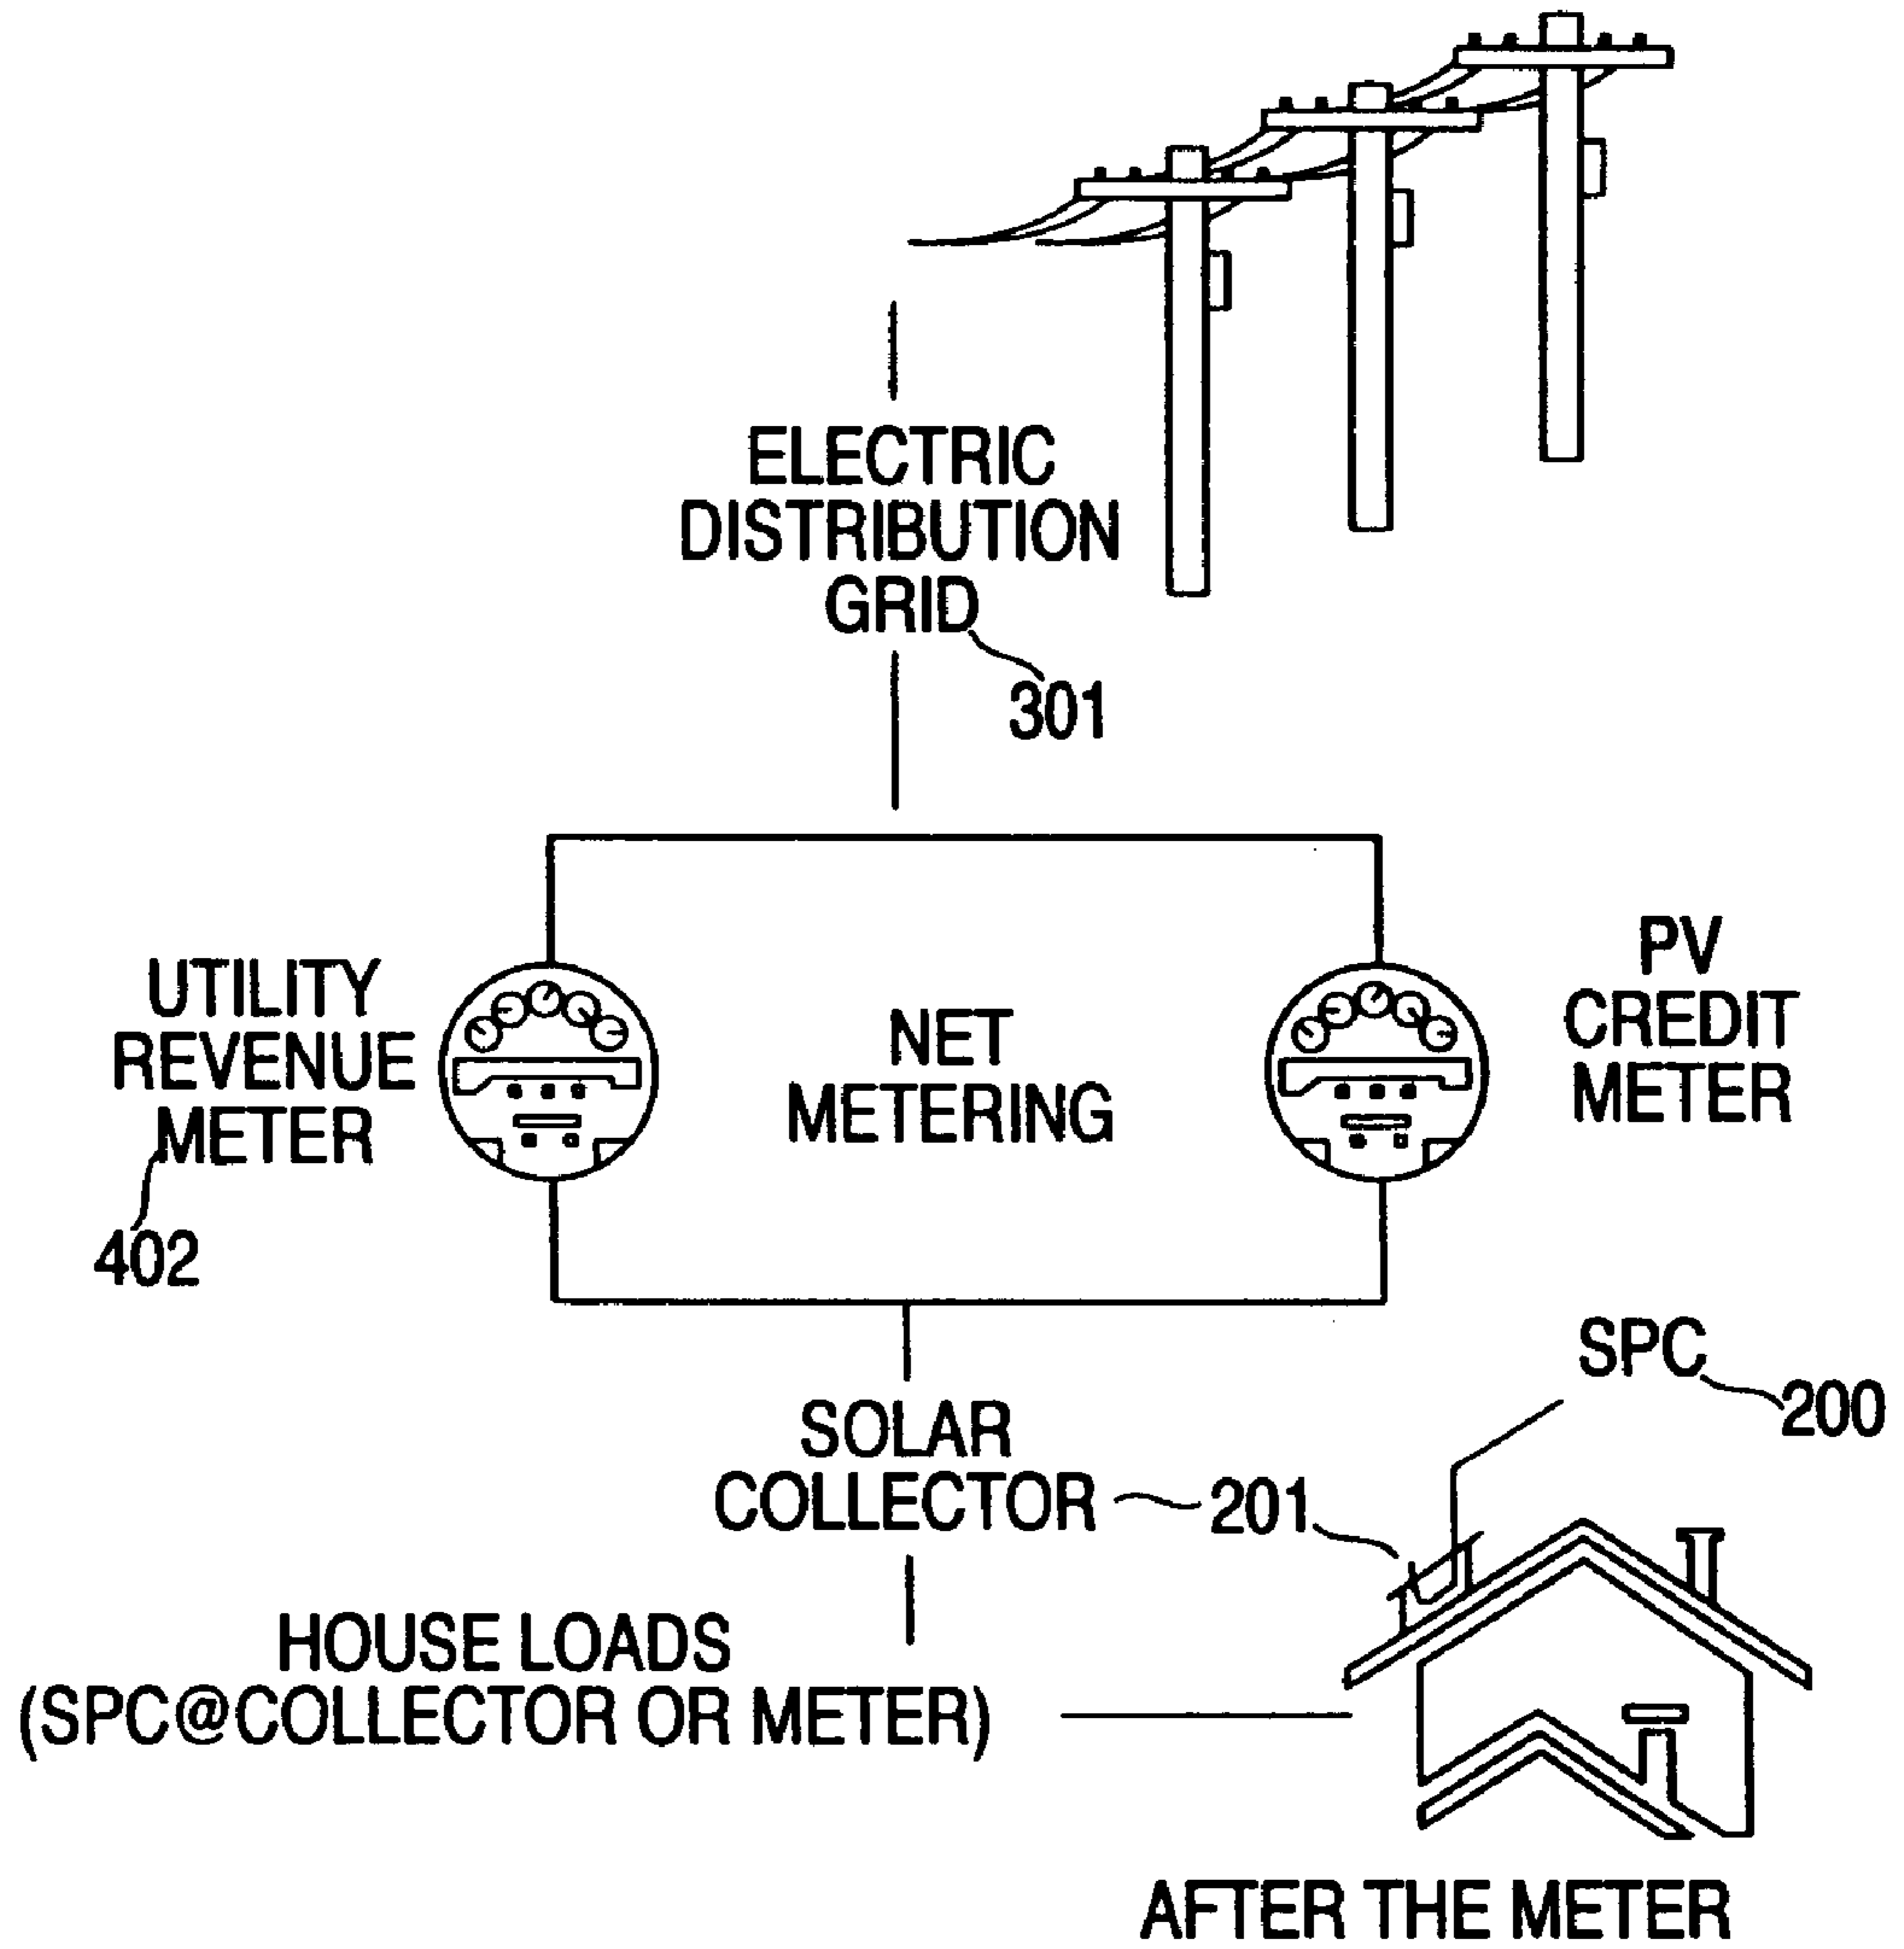 ELECTRIC
DISTRIBUTION
GRID
301
UTILITY
REVENUE
METER
402
NET
METERING
PV
CREDIT
METER
SPC
200
SOLAR
COLLECTOR
201
HOUSE LOADS
(SPC@COLLECTOR OR METER)
AFTER THE METER